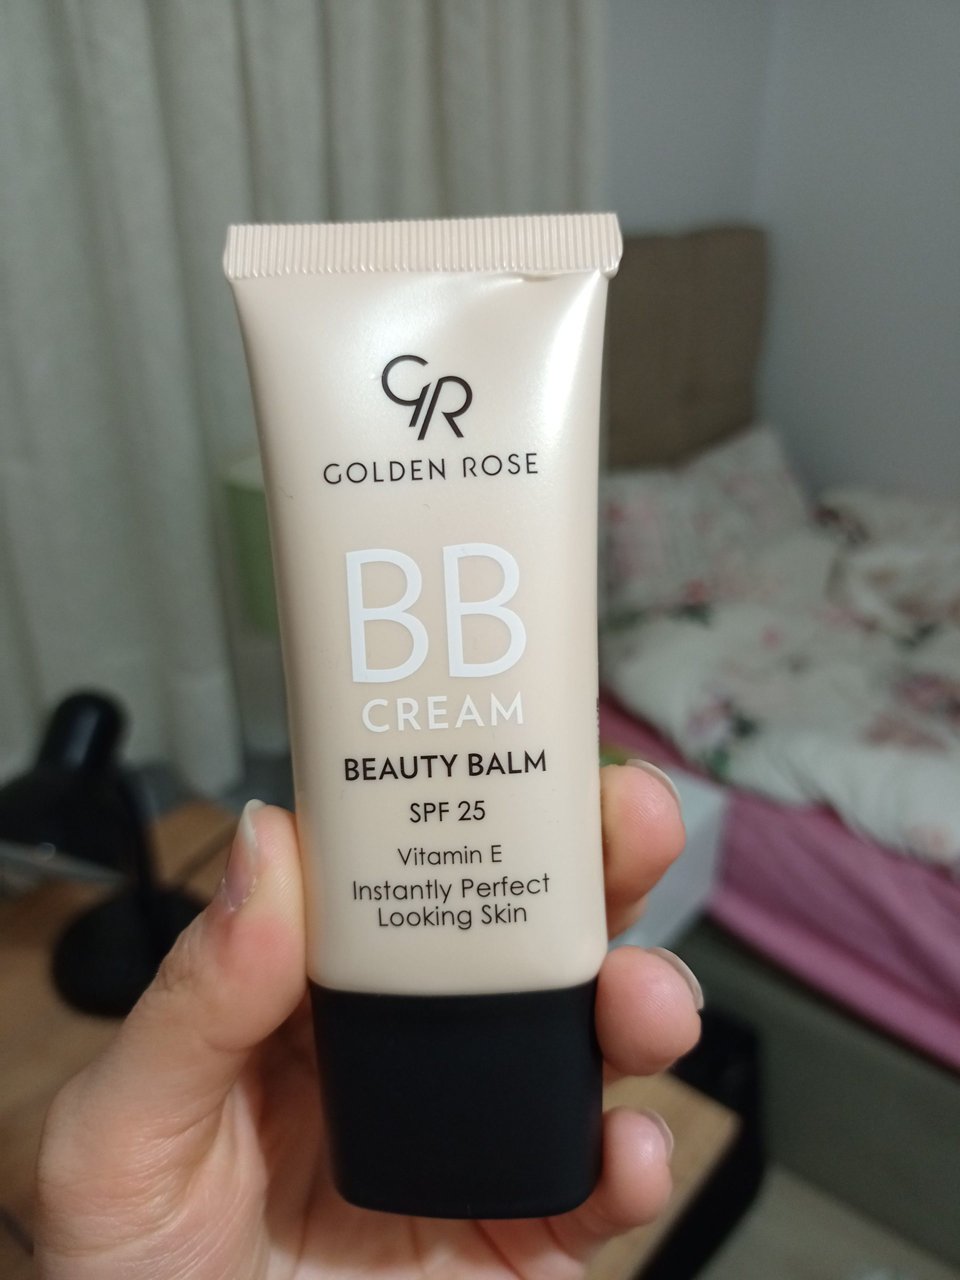 GR
GOLDEN ROSE
BB
CREAM
BEAUTY BALM
SPF 25
Vitamin E
Instantly Perfect
Looking Skin